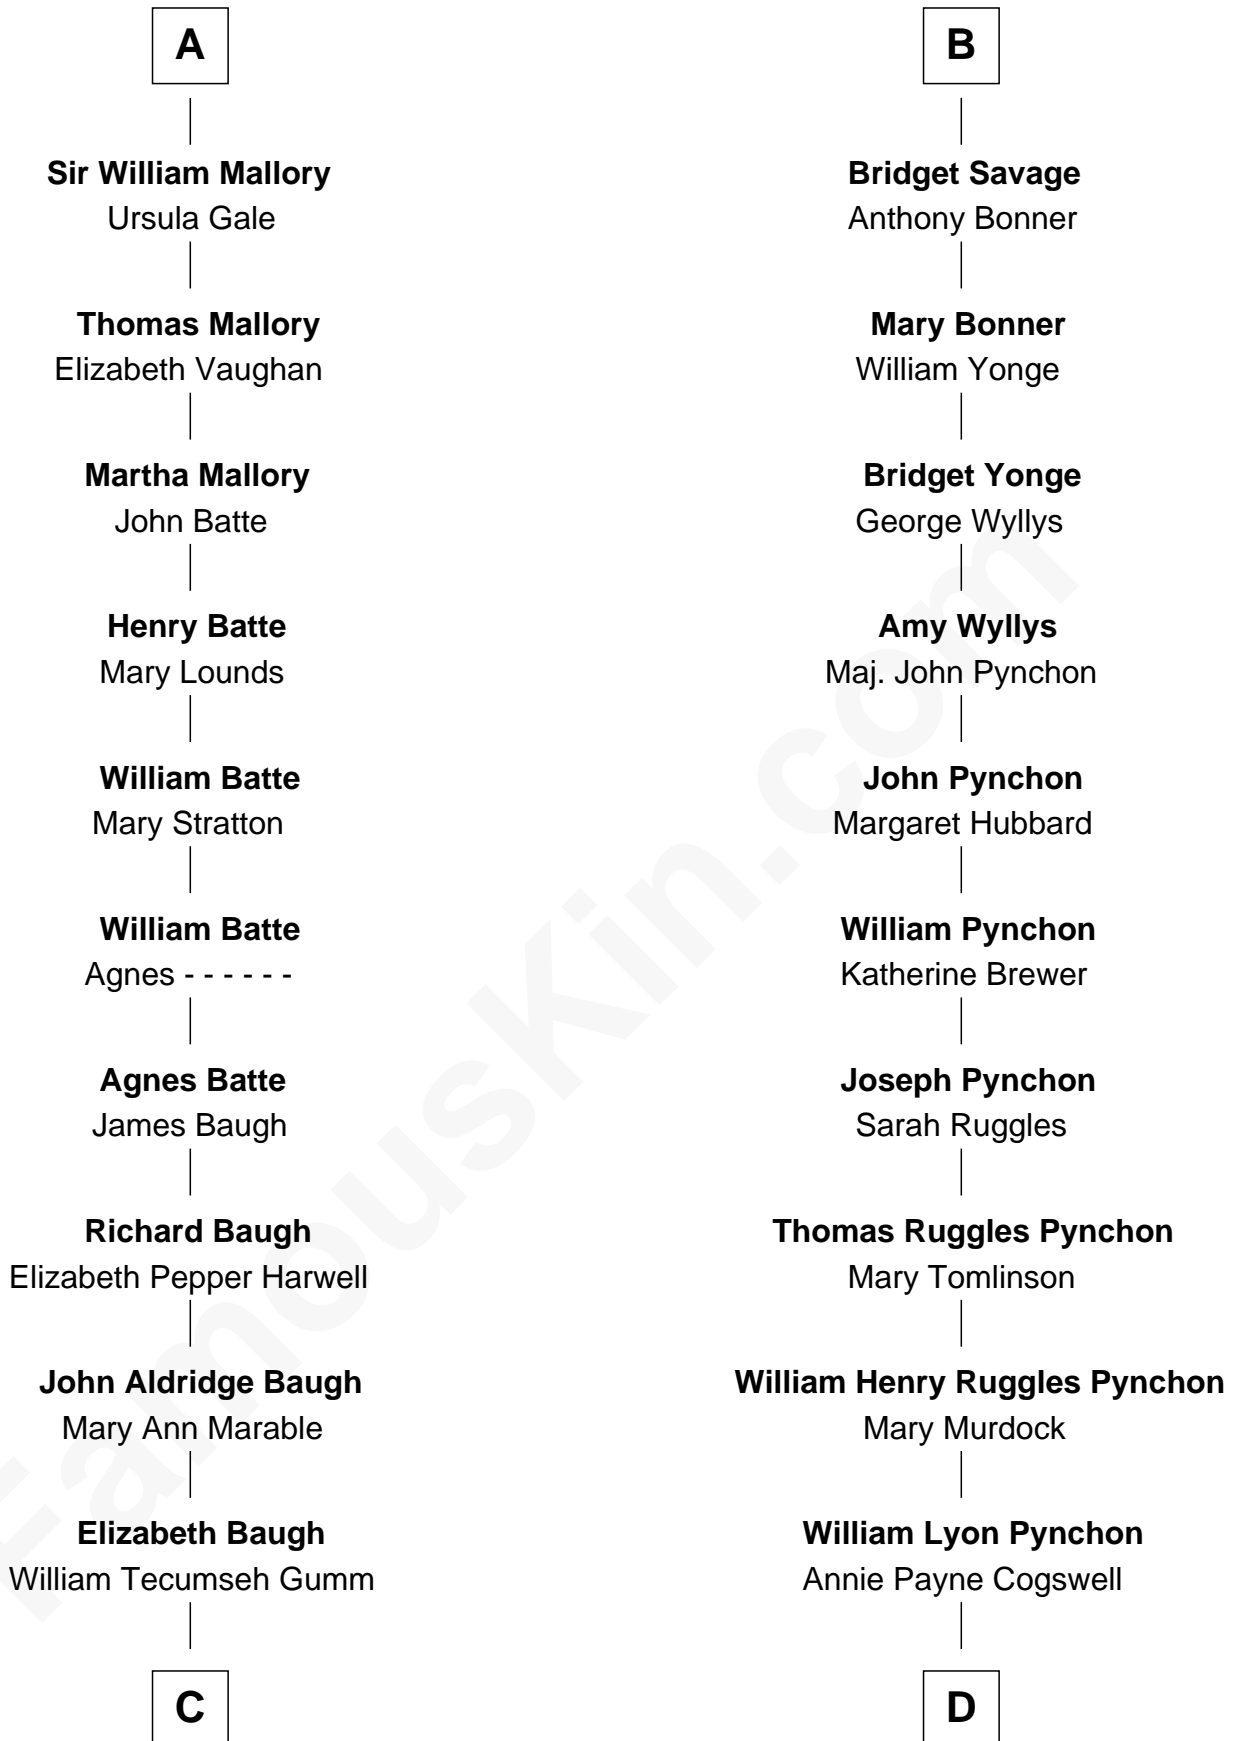 A
Sir William Mallory
Ursula Gale
Thomas Mallory
Elizabeth Vaughan
Martha Mallory
John Batte
Henry Batte
Mary Lounds
William Batte
Mary Stratton
William Batte
Agnes - - - - - -
Agnes Batte
James Baugh
Richard Baugh
Elizabeth Pepper Harwell
John Aldridge Baugh
Mary Ann Marable
Elizabeth Baugh
William Tecumseh Gumm
C
B
Bridget Savage
Anthony Bonner
Mary Bonner
William Yonge
Bridget Yonge
George Wyllys
Amy Wyllys
Maj. John Pynchon
John Pynchon
Margaret Hubbard
William Pynchon
Katherine Brewer
Joseph Pynchon
Sarah Ruggles
Thomas Ruggles Pynchon
Mary Tomlinson
William Henry Ruggles Pynchon
Mary Murdock
William Lyon Pynchon
Annie Payne Cogswell
D
FamousKin.com